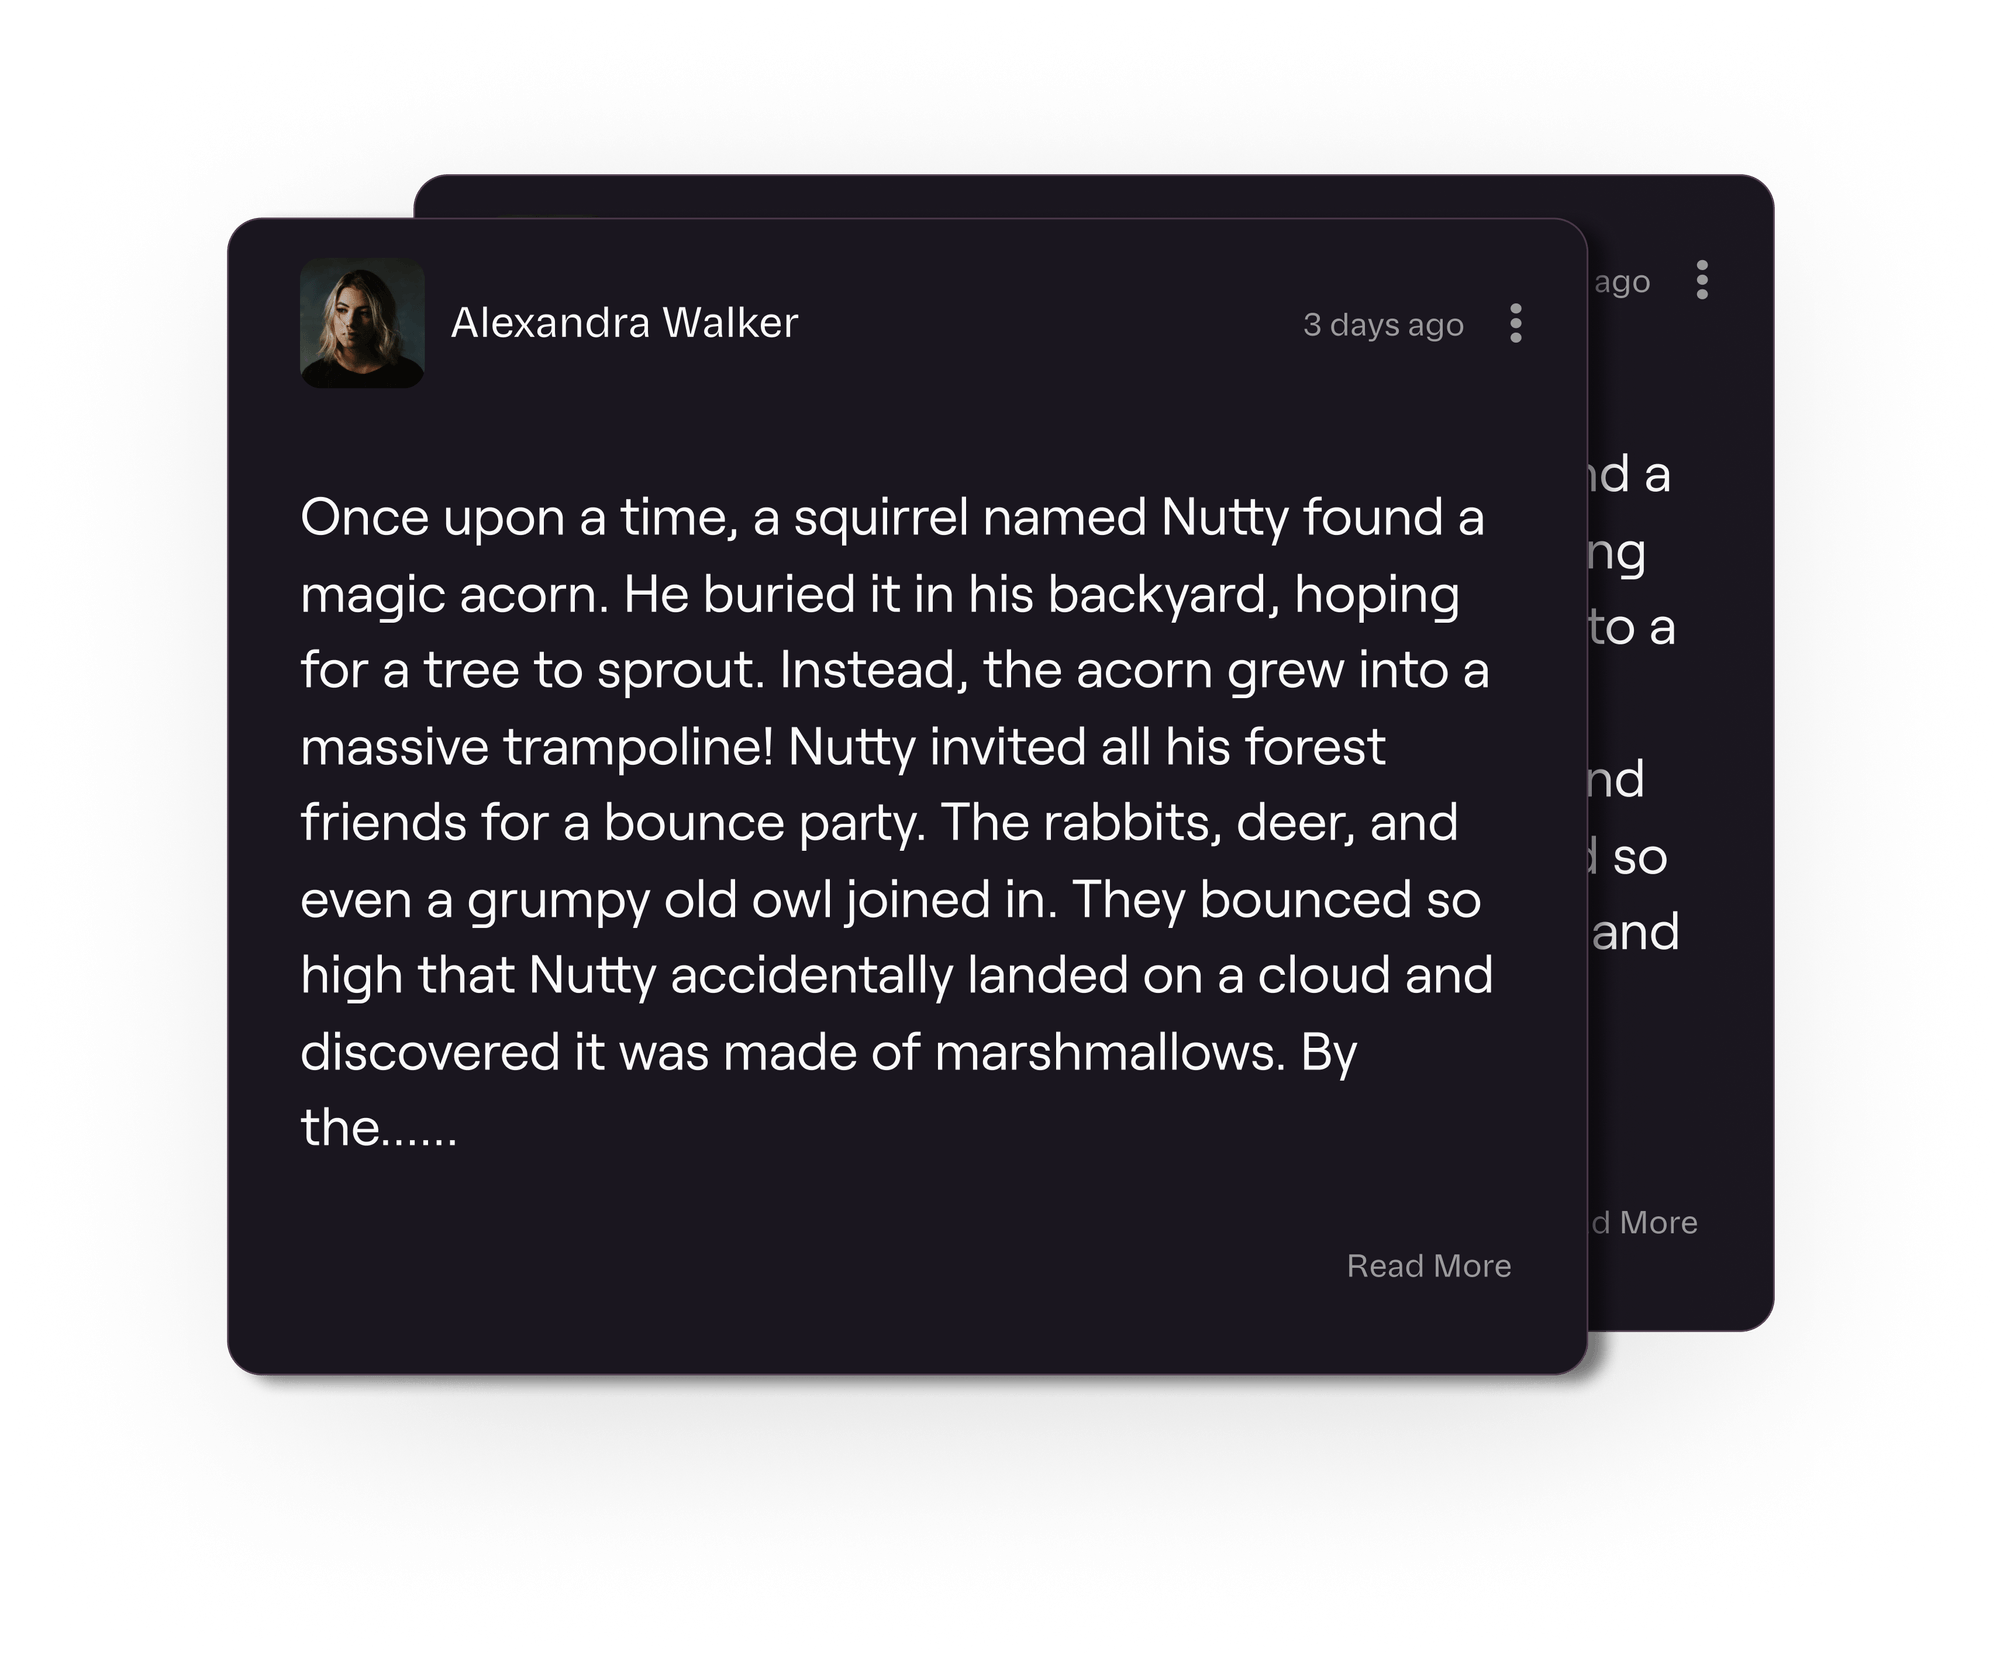 Alexandra Walker
3 days ago
Once upon a time, a squirrel named Nutty found a
magic acorn. He buried it in his backyard, hoping
for a tree to sprout. Instead, the acorn grew into a
massive trampoline! Nutty invited all his forest
friends for a bounce party. The rabbits, deer, and
even a grumpy old owl joined in. They bounced so
high that Nutty accidentally landed on a cloud and
discovered it was made of marshmallows. By
the......
Read More
ago
nd a
ng
to a
nd
d so
and
d More